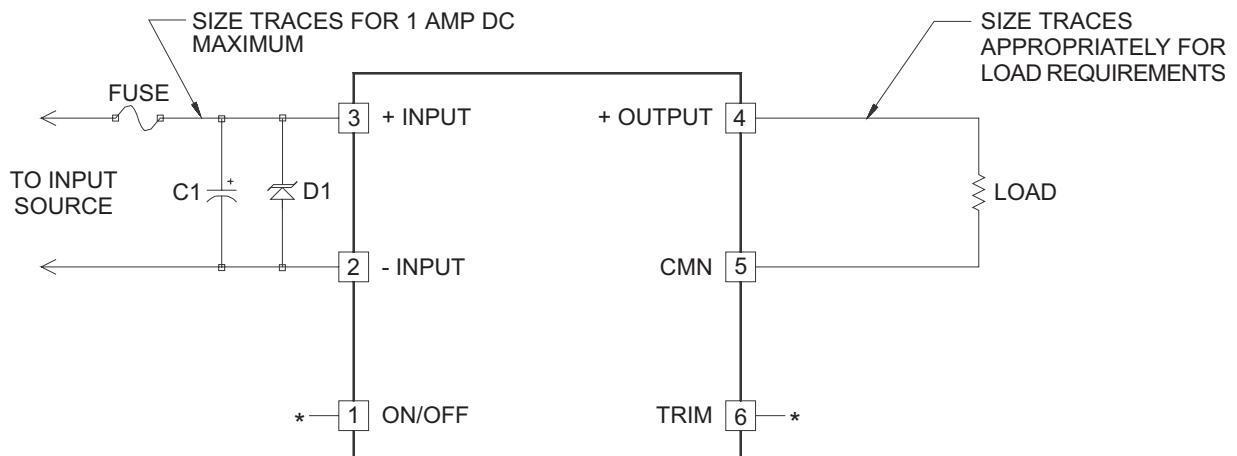 SIZE TRACES FOR 1 AMP DC
MAXIMUM
SIZE TRACES
APPROPRIATELY FOR
LOAD REQUIREMENTS
FUSE
3 + INPUT
+ OUTPUT 4
TO INPUT
SOURCE
C1
+
D1
LOAD
2 - INPUT
CMN 5
* 1 ON/OFF
TRIM 6 *